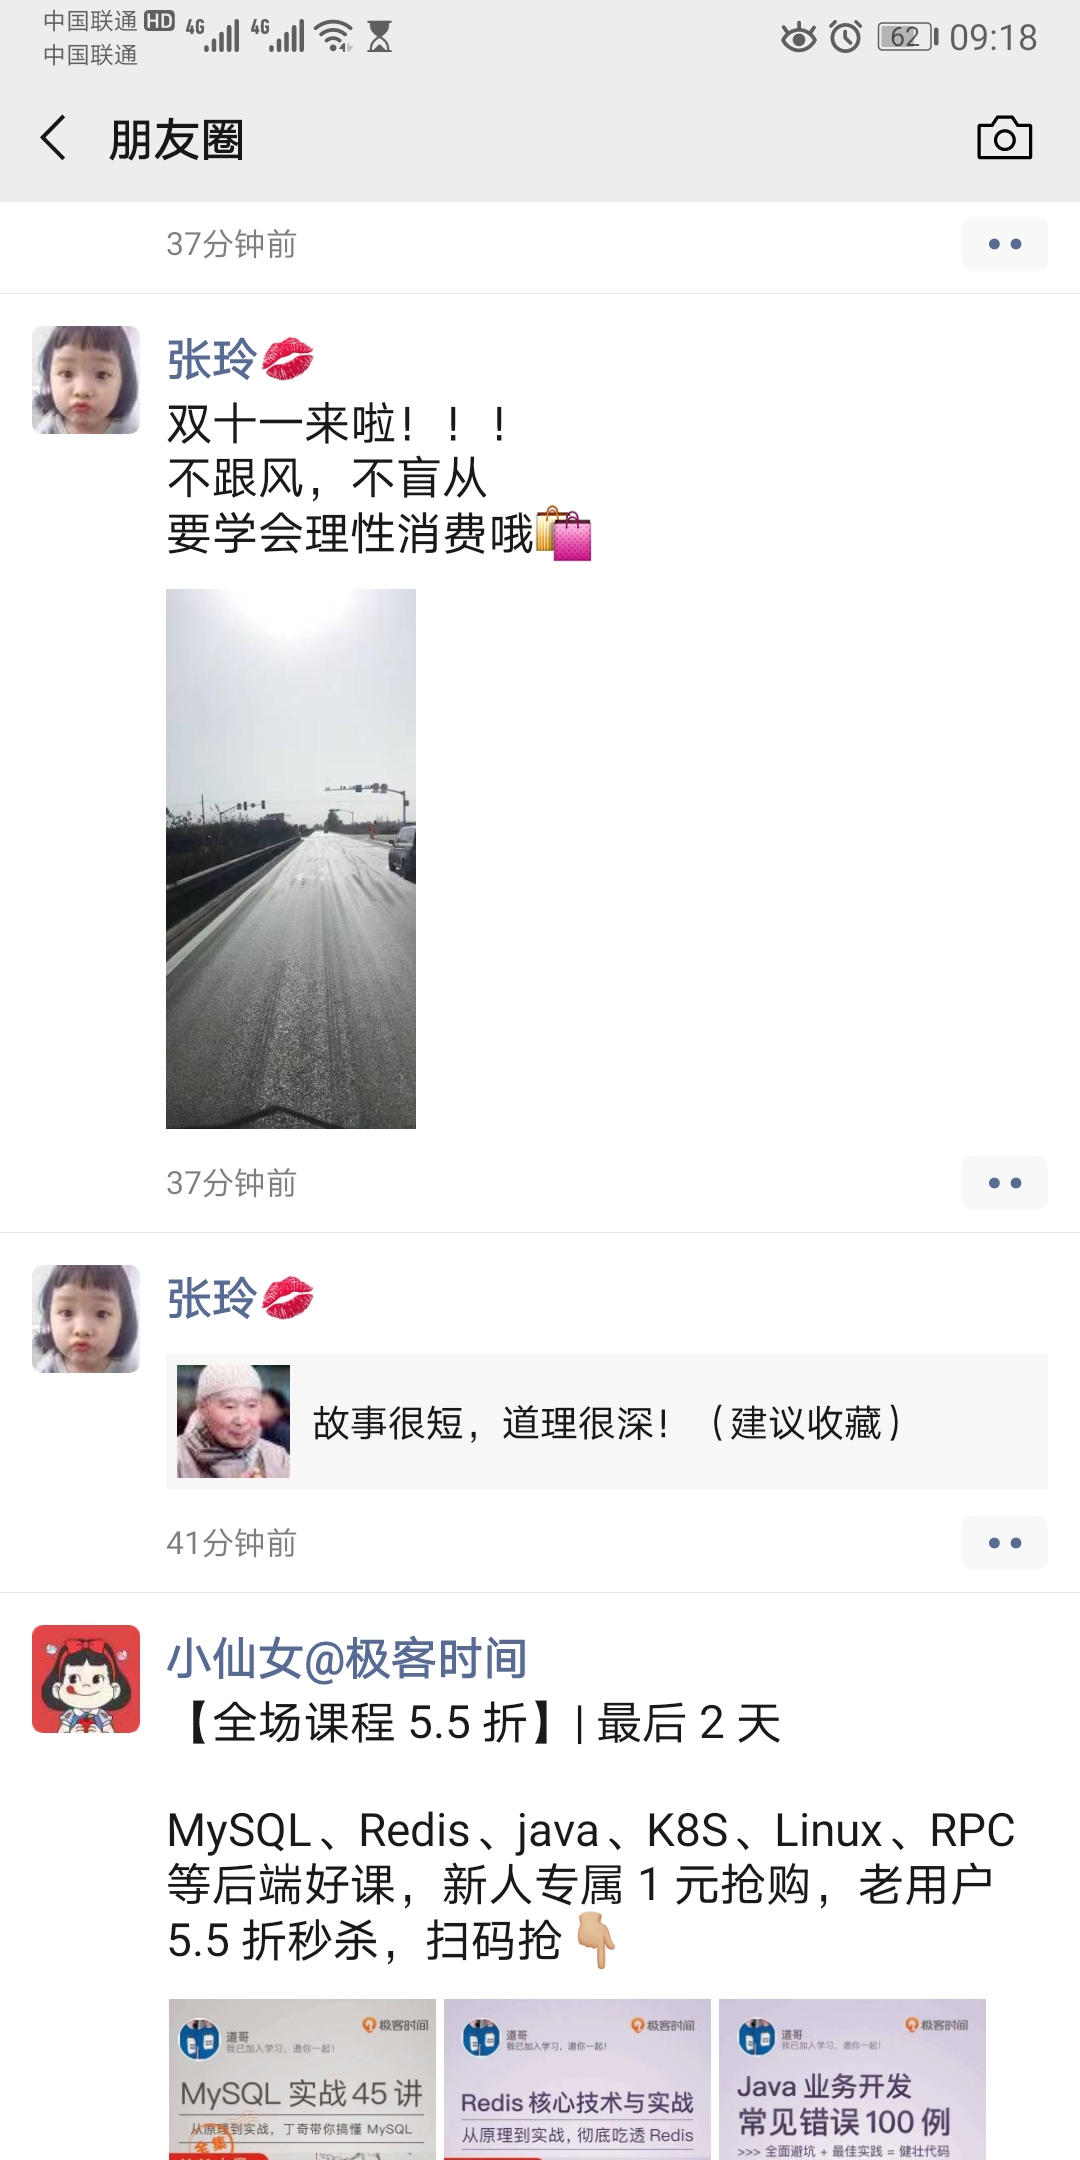 中国联通 HD 4G 4G 62 09:18
中国联通
朋友圈
37分钟前
张玲💋
双十一来啦！！！
不跟风，不盲从
要学会理性消费哦🛍️
37分钟前
张玲💋
故事很短，道理很深！（建议收藏）
41分钟前
小仙女@极客时间
【全场课程 5.5 折】| 最后 2 天
MySQL、Redis、java、K8S、Linux、RPC
等后端好课，新人专属 1 元抢购，老用户
5.5 折秒杀，扫码抢👇🏼
道哥
我已加入学习，邀你一起！
极客时间
MySQL 实战 45 讲
从原理到实战，丁奇带你搞懂 MySQL
全集
道哥
我已加入学习，邀你一起！
极客时间
Redis 核心技术与实战
从原理到实战，彻底吃透 Redis
道哥
我已加入学习，邀你一起！
极客时间
Java 业务开发
常见错误 100 例
>>> 全面避坑 + 最佳实践 = 健壮代码